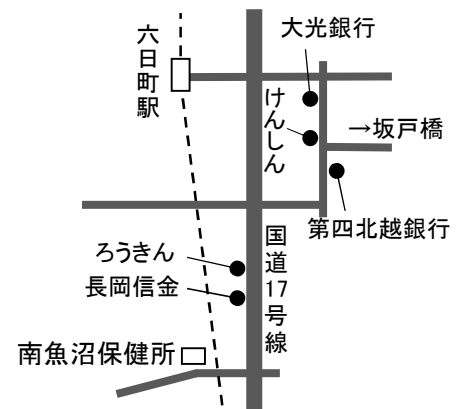 大光銀行
六日町駅
けんしん
→坂戸橋
第四北越銀行
国道17号線
ろうきん
長岡信金
南魚沼保健所